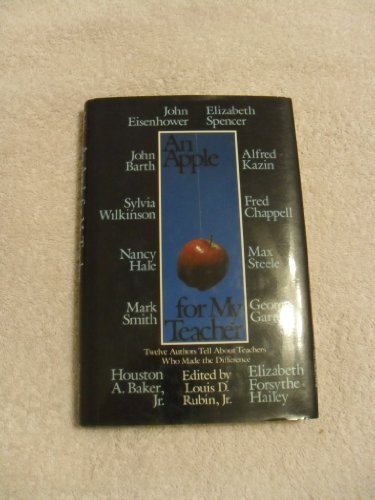 John
Eisenhower
Elizabeth
Spencer
An
Apple
John
Barth
Alfred
Kazin
Sylvia
Wilkinson
Fred
Chappell
Nancy
Hale
Max
Steele
Mark
Smith
for My
Teacher
Twelve Authors Tell About Teachers
Who Made the Difference
Houston
A. Baker,
Jr.
Edited by
Louis D.
Rubin, Jr.
Elizabeth
Forsythe
Hailey